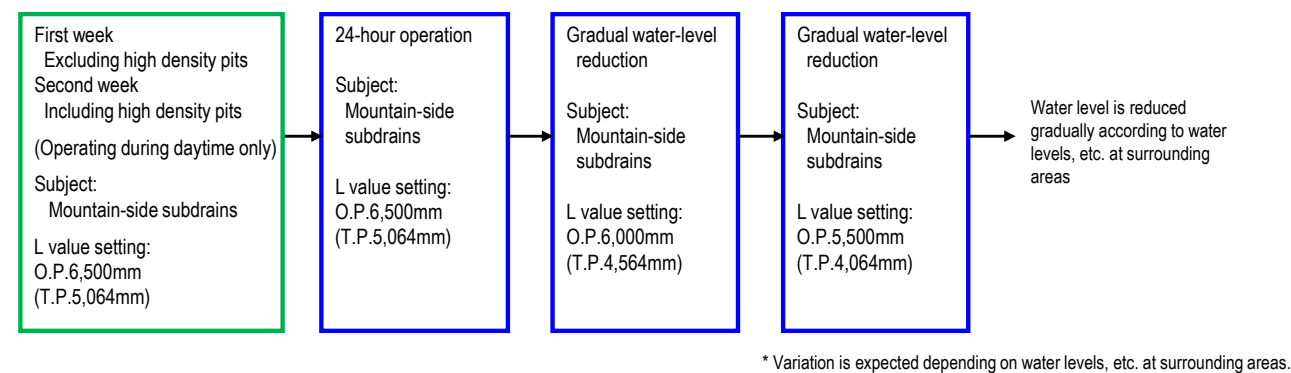 First week
Excluding high density pits
Second week
Including high density pits
(Operating during daytime only)
Subject:
Mountain-side subdrains
L value setting:
O.P.6,500mm
(T.P.5,064mm)
24-hour operation
Subject:
Mountain-side
subdrains
L value setting:
O.P.6,500mm
(T.P.5,064mm)
Gradual water-level
reduction
Subject:
Mountain-side
subdrains
L value setting:
O.P.6,000mm
(T.P.4,564mm)
Gradual water-level
reduction
Subject:
Mountain-side
subdrains
L value setting:
O.P.5,500mm
(T.P.4,064mm)
Water level is reduced
gradually according to water
levels, etc. at surrounding
areas
* Variation is expected depending on water levels, etc. at surrounding areas.